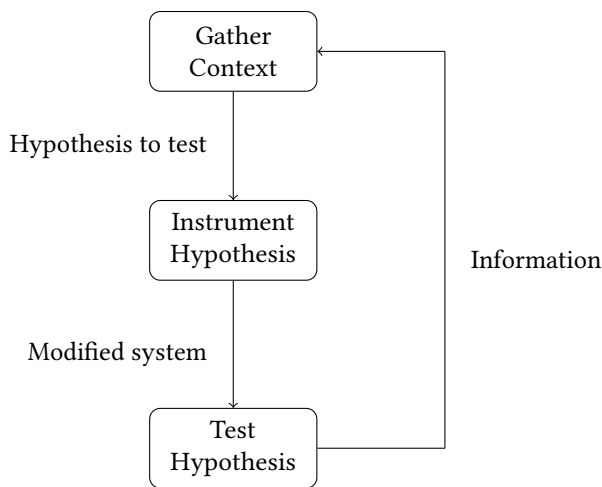 Gather
Context
Hypothesis to test
Instrument
Hypothesis
Information
Modified system
Test
Hypothesis